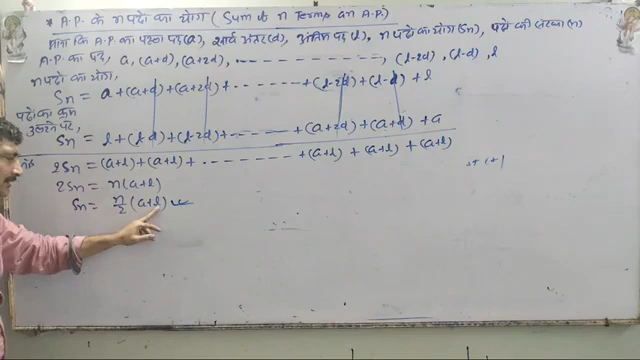 * A.P. के n पदों का योग (Sum of n Terms an A.P.)
माना कि A.P. का पहला पद (a), सार्व अंतर (d), अंतिम पद (l), n पदों का योग (Sn), पदों की संख्या (n)
A.P. का पद, a, (a+d), (a+2d), - - - - - - - - - - - , (l-2d), (l-d), l
n पदों का योग,
Sn = a + (a+d) + (a+2d) + - - - - - - + (l-2d) + (l-d) + l
पदों का क्रम
उलटने पर,
Sn = l + (l-d) + (l-2d) + - - - - - - + (a+2d) + (a+d) + a
2Sn = (a+l) + (a+l) + - - - - - - - - + (a+l) + (a+l) + (a+l)
2Sn = n(a+l)
Sn = n/2 (a+l)